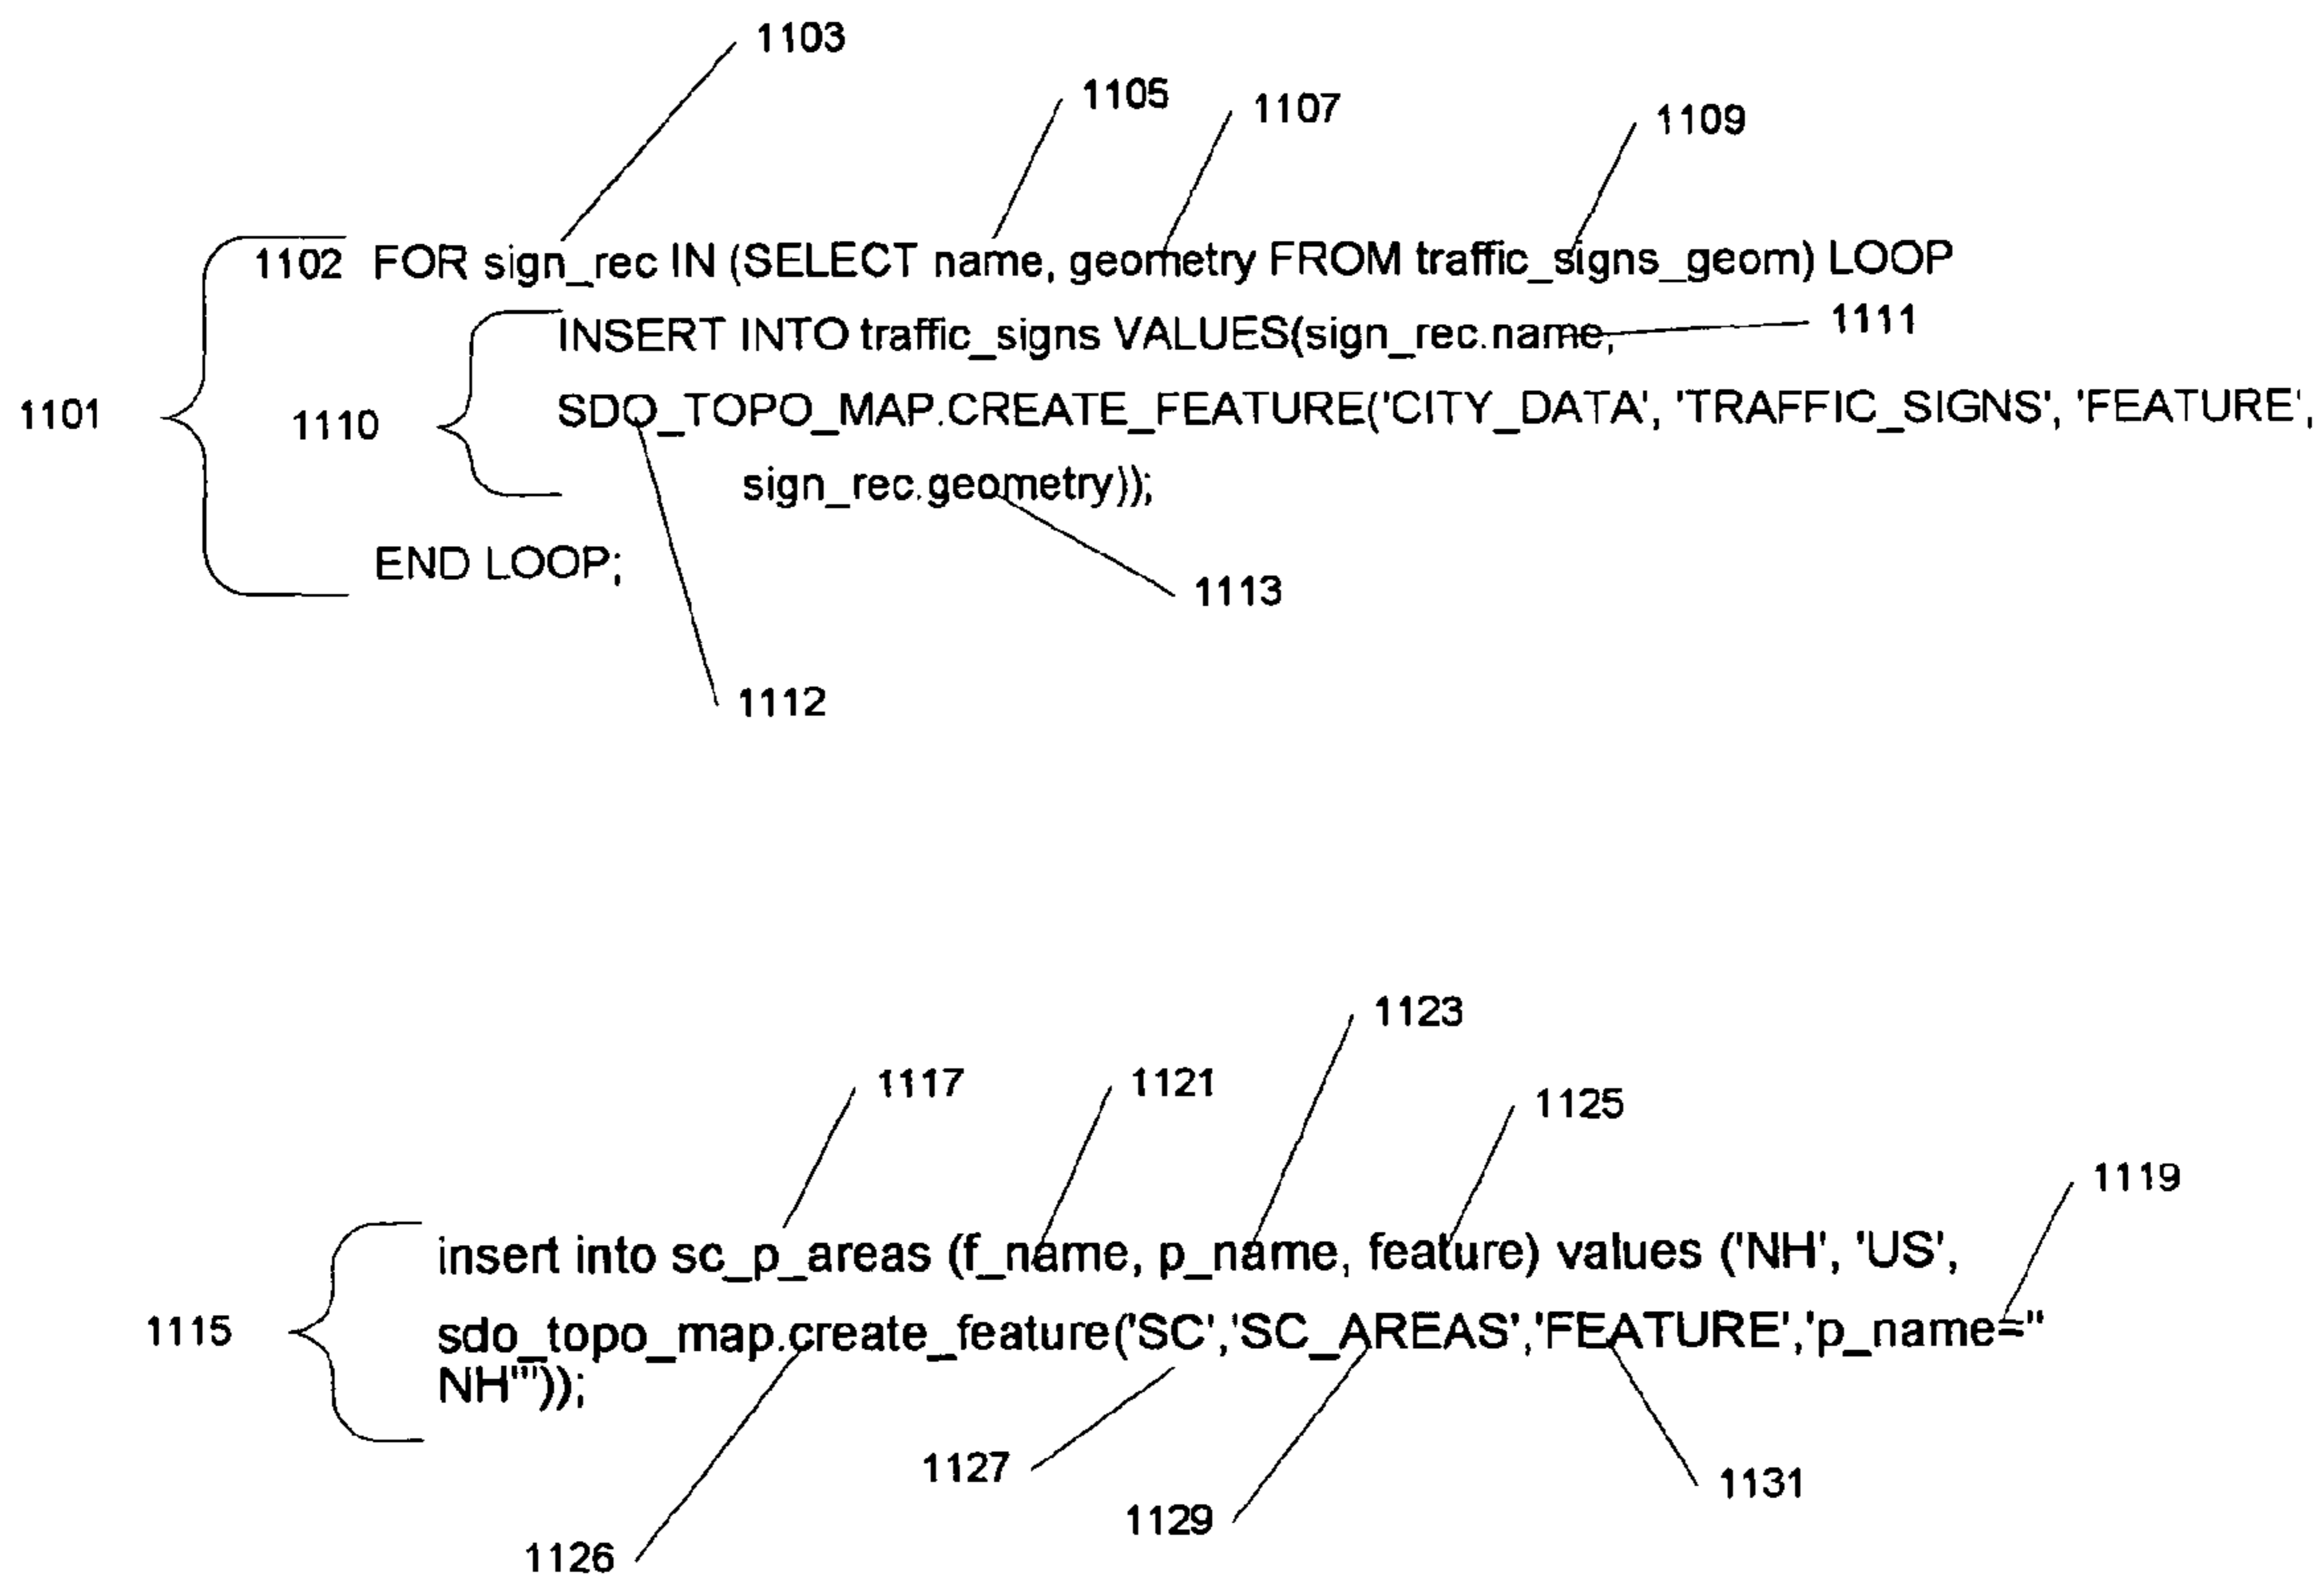 1103
1105
1107
1109
1102 FOR sign_rec IN (SELECT name, geometry FROM traffic_signs_geom) LOOP
INSERT INTO traffic_signs VALUES(sign_rec.name,
1111
1101
1110
SDO_TOPO_MAP.CREATE_FEATURE('CITY_DATA', 'TRAFFIC_SIGNS', 'FEATURE',
sign_rec.geometry));
END LOOP;
1113
1112
1123
1117
1121
1125
1119
insert into sc_p_areas (f_name, p_name, feature) values ('NH', 'US',
1115
sdo_topo_map.create_feature('SC','SC_AREAS','FEATURE','p_name=''
NH'''));
1127
1131
1129
1126